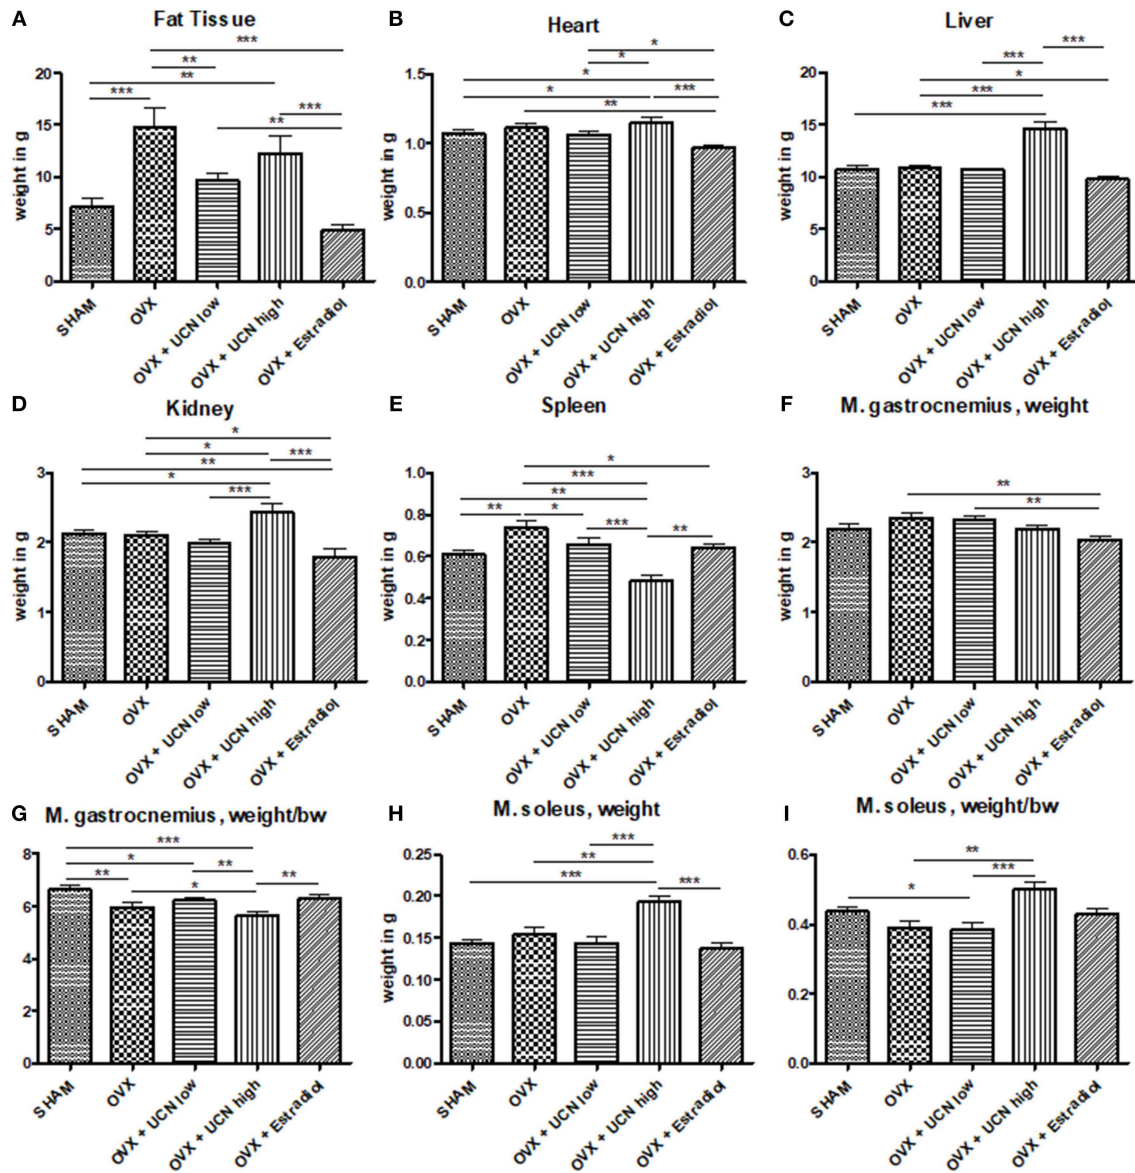 A
Fat Tissue
***
**
**
***
***
**
weight in g
20
15
10
5
0
SHAM
OVX
OVX + UCN low
OVX + UCN high
OVX + Estradiol
B
Heart
*
*
*
*
***
**
weight in g
1.5
1.0
0.5
0.0
SHAM
OVX
OVX + UCN low
OVX + UCN high
OVX + Estradiol
C
Liver
***
***
*
***
***
weight in g
20
15
10
5
0
SHAM
OVX
OVX + UCN low
OVX + UCN high
OVX + Estradiol
D
Kidney
*
*
***
**
*
***
weight in g
3
2
1
0
SHAM
OVX
OVX + UCN low
OVX + UCN high
OVX + Estradiol
E
Spleen
*
***
**
**
*
***
**
weight in g
1.0
0.8
0.6
0.4
0.2
0.0
SHAM
OVX
OVX + UCN low
OVX + UCN high
OVX + Estradiol
F
M. gastrocnemius, weight
**
**
weight in g
3
2
1
0
SHAM
OVX
OVX + UCN low
OVX + UCN high
OVX + Estradiol
G
M. gastrocnemius, weight/bw
***
*
**
**
*
**
8
6
4
2
0
SHAM
OVX
OVX + UCN low
OVX + UCN high
OVX + Estradiol
H
M. soleus, weight
***
**
***
***
weight in g
0.25
0.20
0.15
0.10
0.05
0.00
SHAM
OVX
OVX + UCN low
OVX + UCN high
OVX + Estradiol
I
M. soleus, weight/bw
**
***
*
0.6
0.4
0.2
0.0
SHAM
OVX
OVX + UCN low
OVX + UCN high
OVX + Estradiol